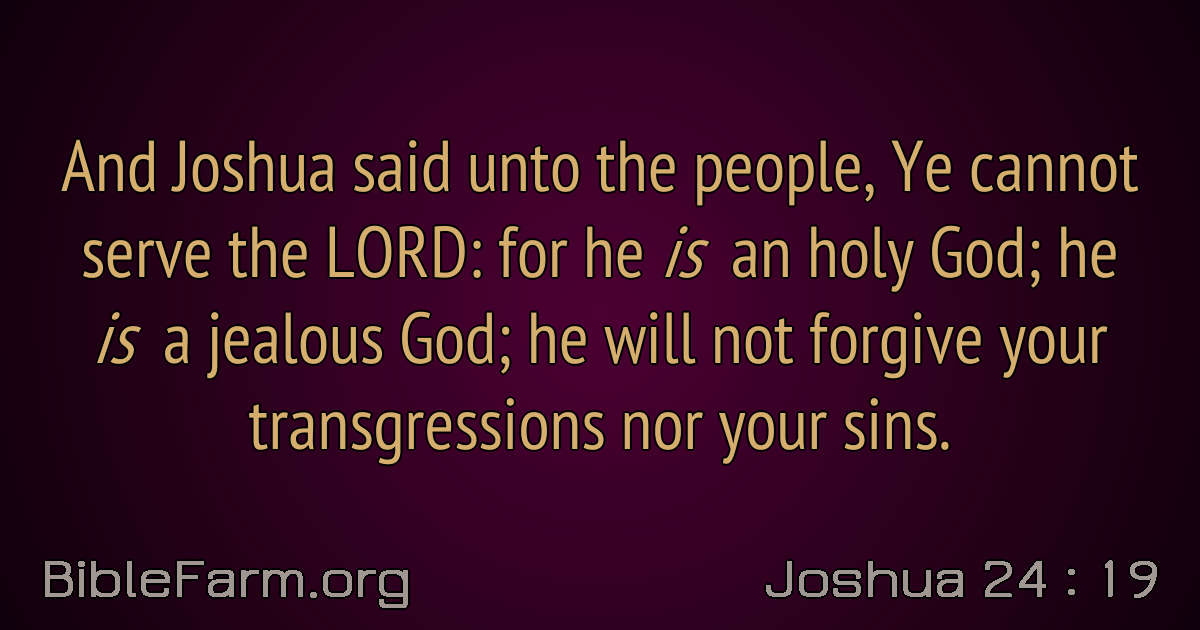 And Joshua said unto the people, Ye cannot
serve the LORD: for he is an holy God; he
is a jealous God; he will not forgive your
transgressions nor your sins.
BibleFarm.org
Joshua 24 : 19